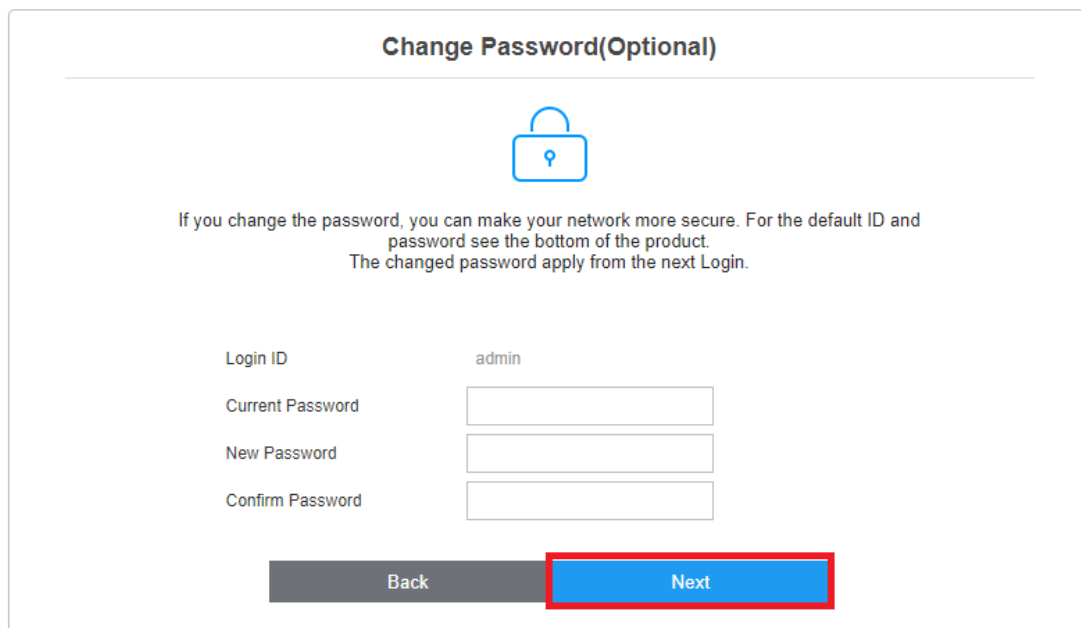 Change Password(Optional)
If you change the password, you can make your network more secure. For the default ID and
password see the bottom of the product.
The changed password apply from the next Login.
Login ID admin
Current Password
New Password
Confirm Password
Back Next